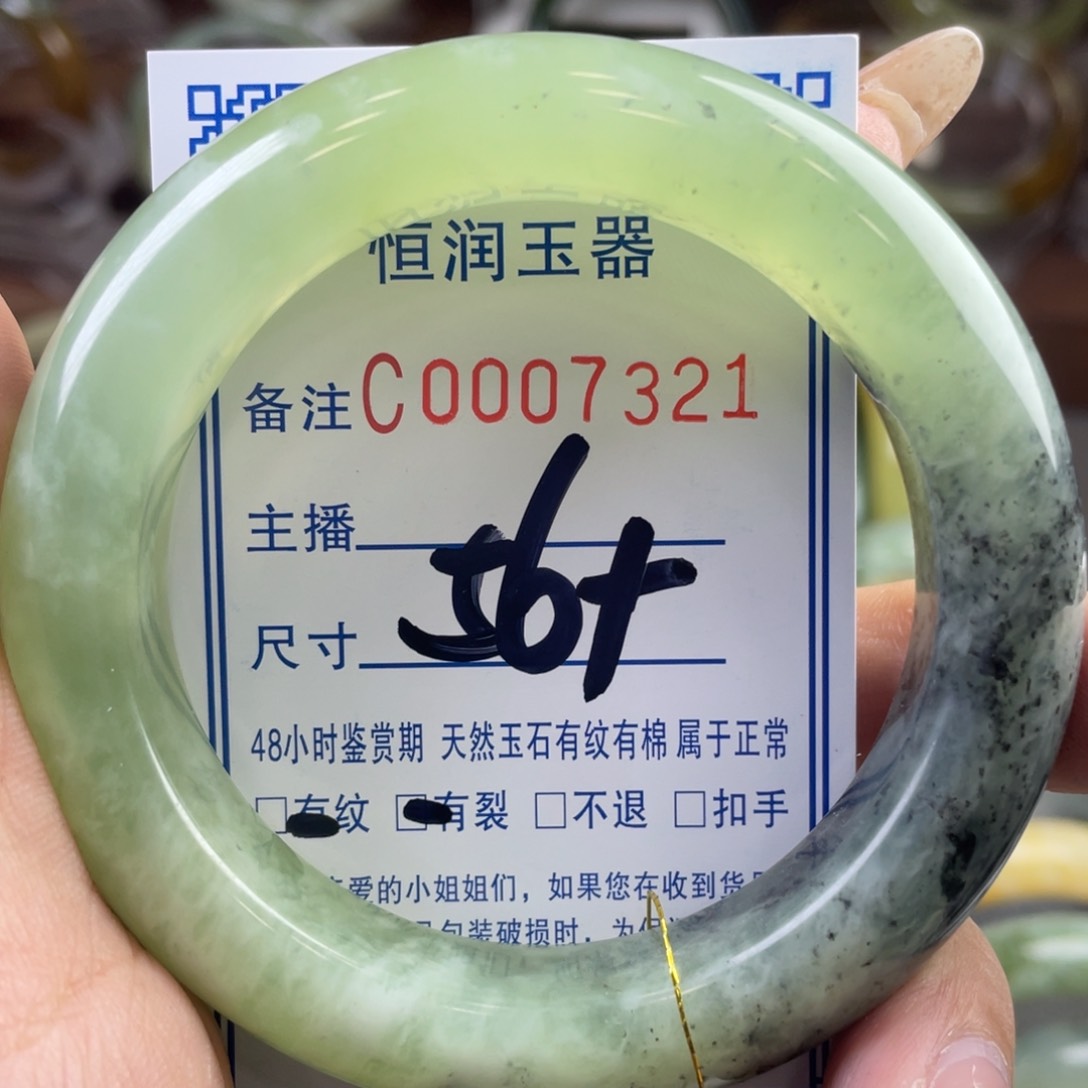 恒润玉器
备注C0007321
主播
56+
尺寸
48小时鉴赏期 天然玉石有纹有棉 属于正常
□有纹 □有裂 □不退 □扣手
爱的小姐姐们，如果您在收到货
包装破损时，为